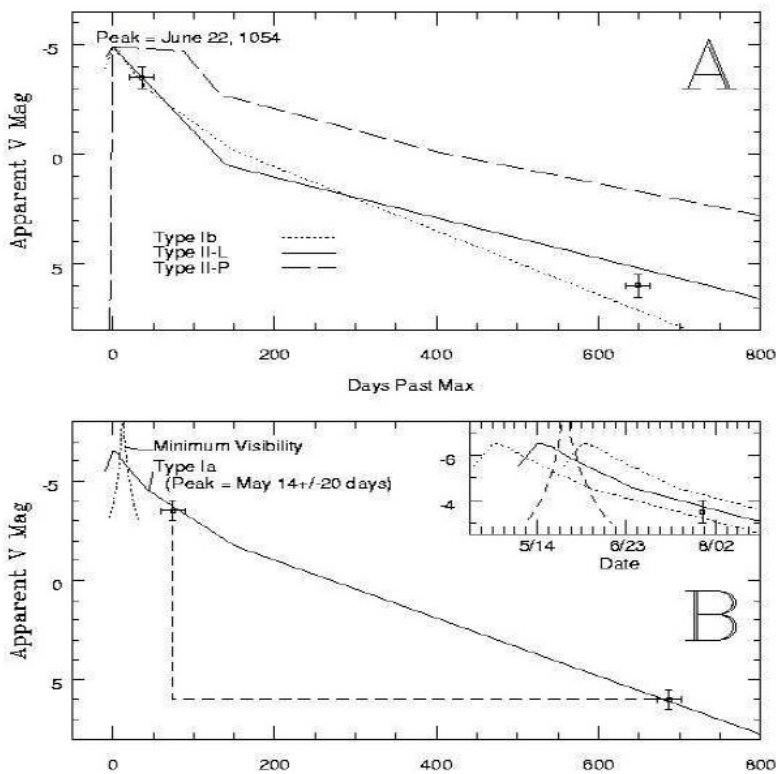 Peak = June 22, 1054
A
-5
0
5
Apparent V Mag
Type Ib
Type II-L
Type II-P
0 200 400 600 800
Days Past Max
Minimum Visibility
Type Ia
(Peak = May 14+/-20 days)
-6
-4
5/14 6/23 8/02
Date
B
-5
0
5
Apparent V Mag
0 200 400 600 800